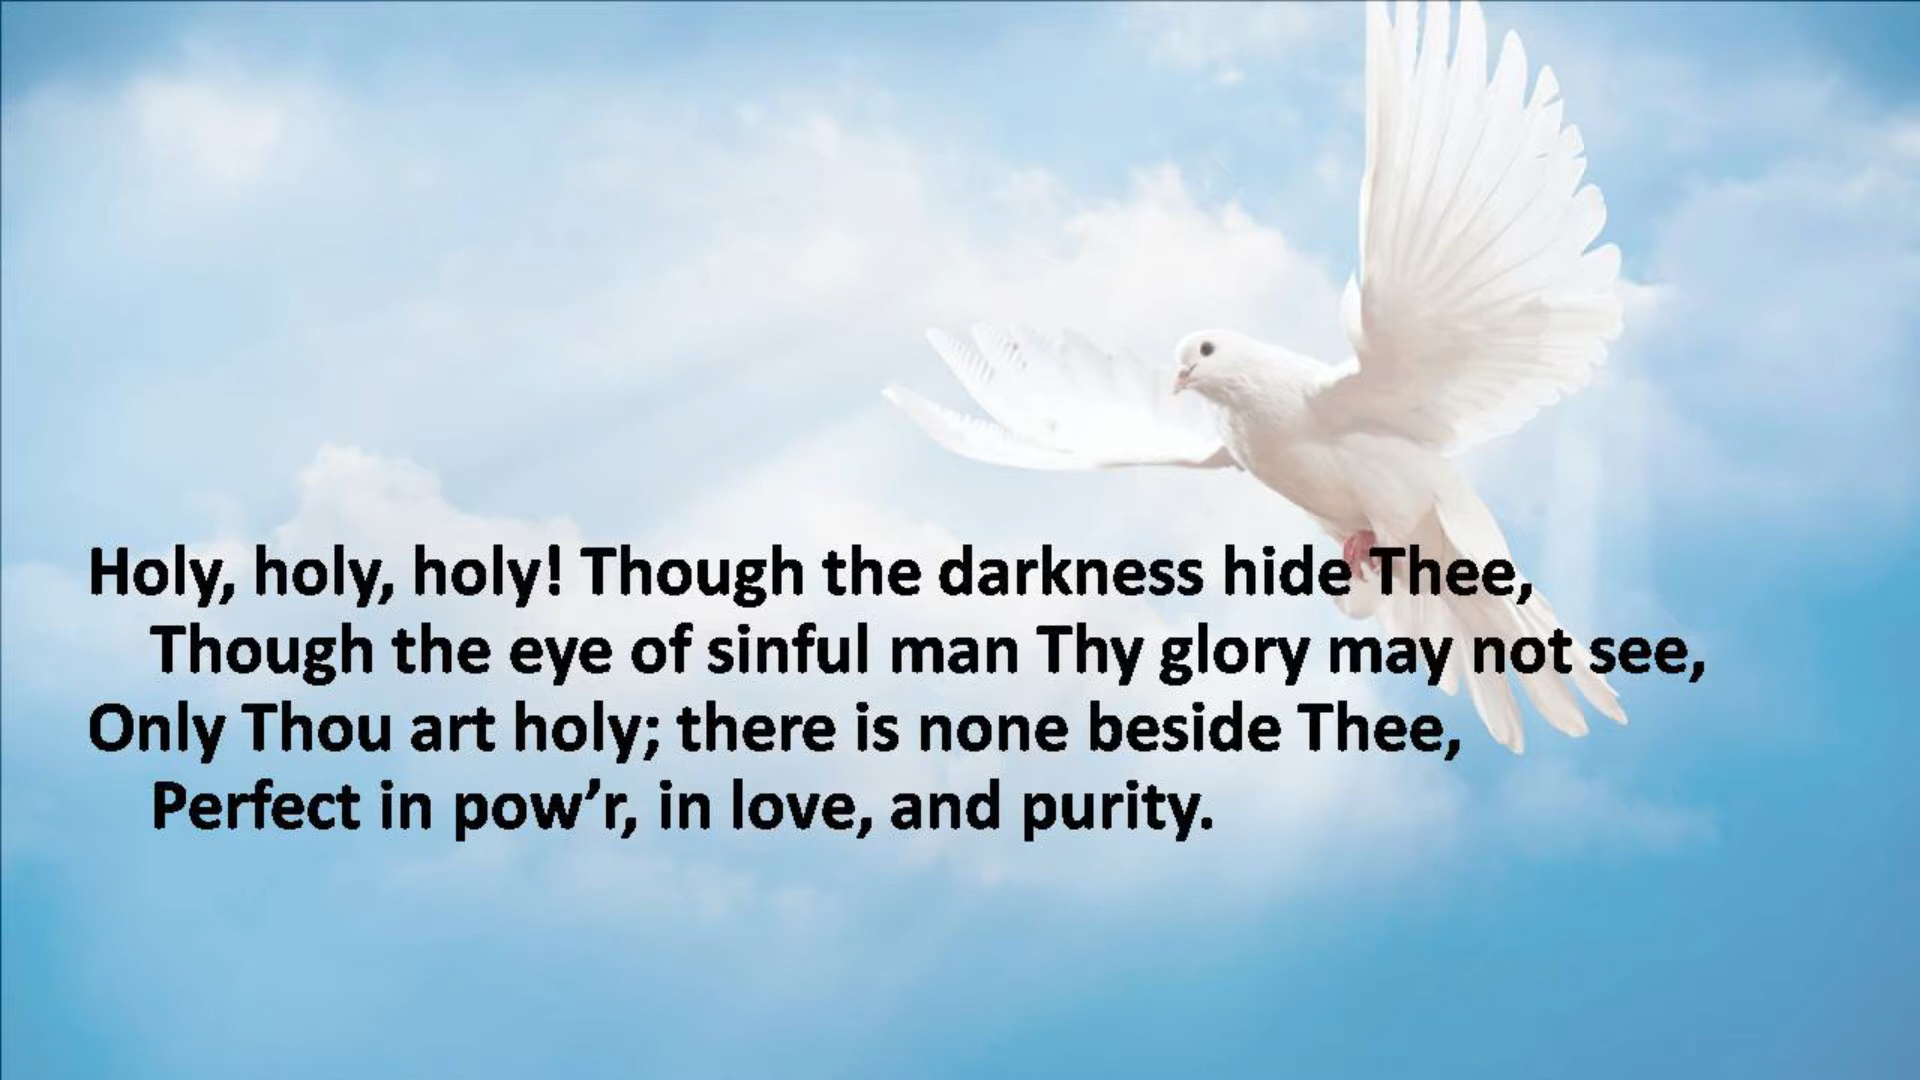 Holy, holy, holy! Though the darkness hide Thee,
Though the eye of sinful man Thy glory may not see,
Only Thou art holy; there is none beside Thee,
Perfect in pow’r, in love, and purity.